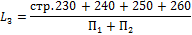 L₃ = стр.230 + 240 + 250 + 260
П₁ + П₂